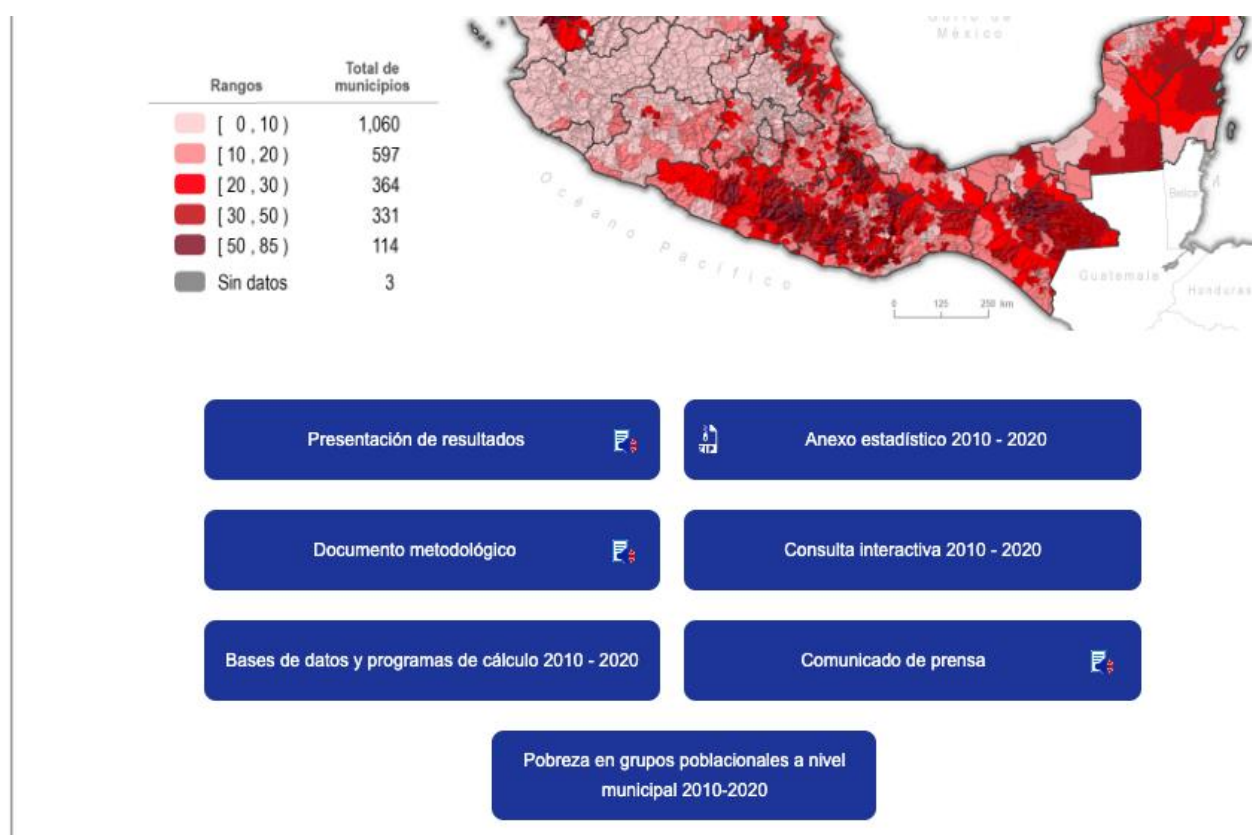 Golfo de
México
Rangos Total de
municipios
[ 0 , 10 ) 1,060
[ 10 , 20 ) 597
[ 20 , 30 ) 364
[ 30 , 50 ) 331
[ 50 , 85 ) 114
Sin datos 3
Océano Pacífico
Belice
Guatemala
Honduras
0 125 250 km
Presentación de resultados
ZIP Anexo estadístico 2010 - 2020
Documento metodológico
Consulta interactiva 2010 - 2020
Bases de datos y programas de cálculo 2010 - 2020
Comunicado de prensa
Pobreza en grupos poblacionales a nivel
municipal 2010-2020